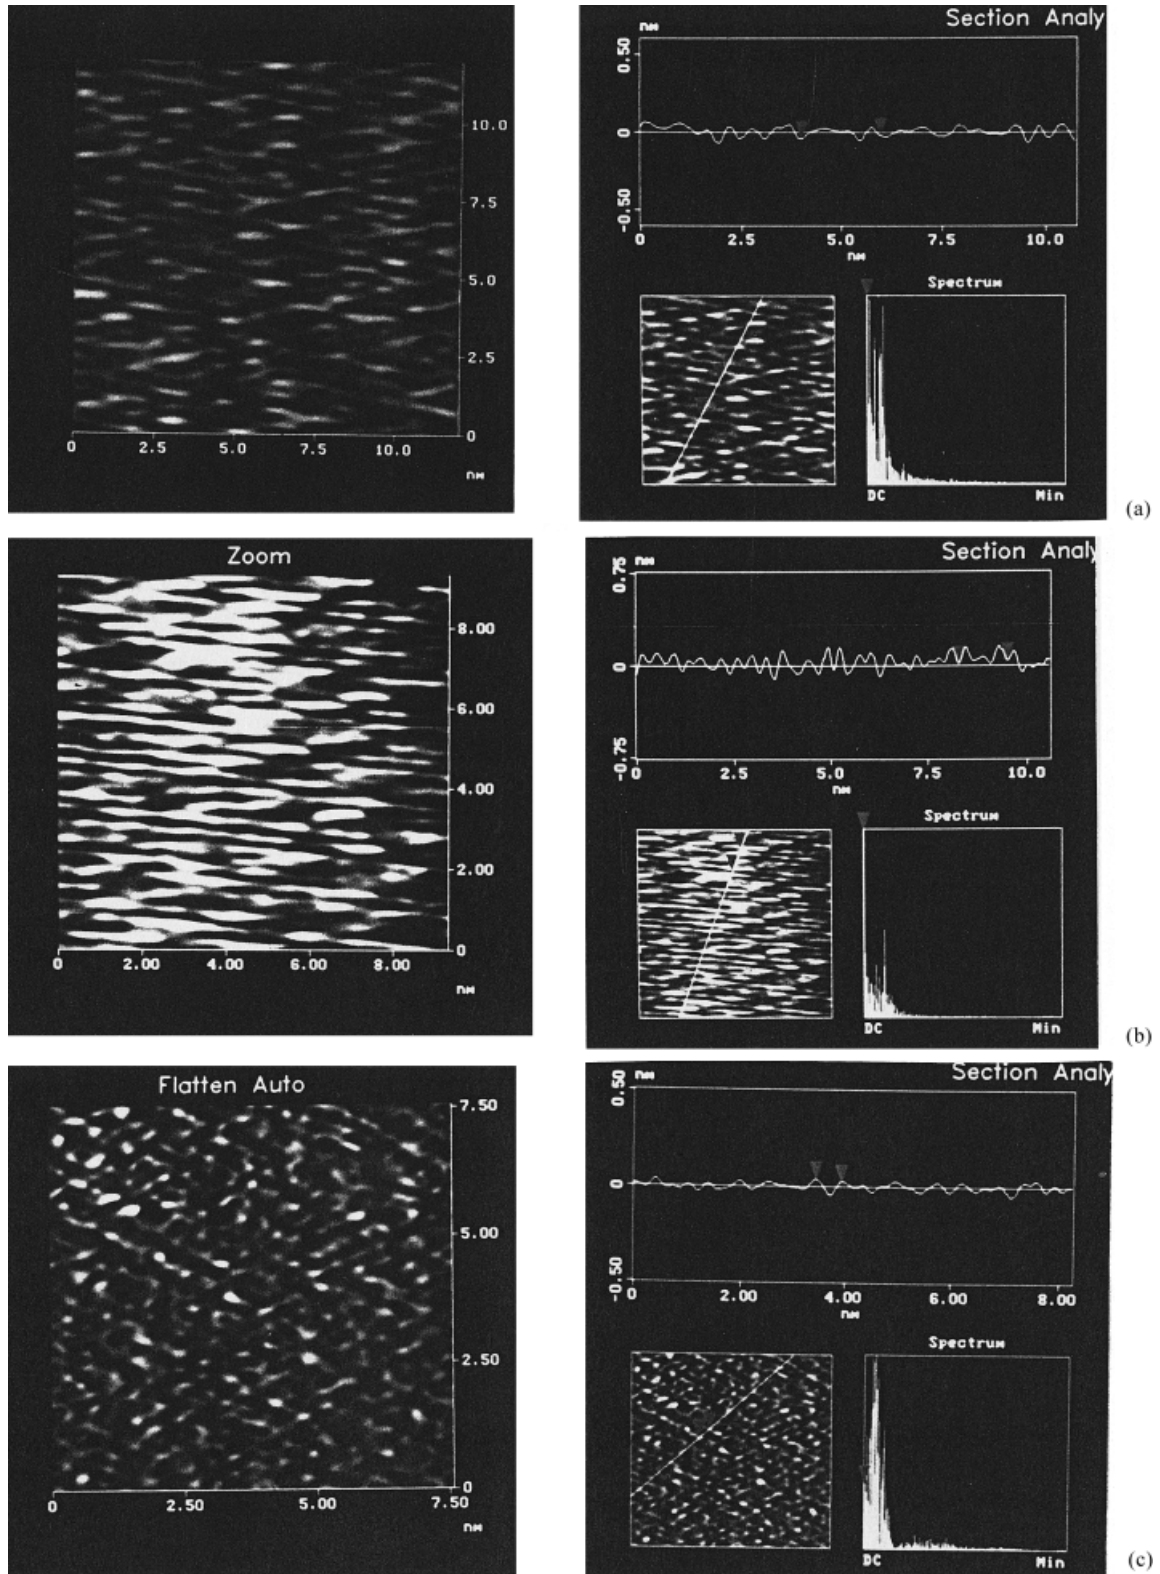 10.0
7.5
5.0
2.5
0
0 2.5 5.0 7.5 10.0
nm
Section Analy
nm
0.50
0
-0.50
0 2.5 5.0 7.5 10.0
nm
Spectrum
DC Min
(a)
Zoom
8.00
6.00
4.00
2.00
0
0 2.00 4.00 6.00 8.00
nm
Section Analy
nm
0.75
0
-0.75
0 2.5 5.0 7.5 10.0
nm
Spectrum
DC Min
(b)
Flatten Auto
7.50
5.00
2.50
0
0 2.50 5.00 7.50
nm
Section Analy
nm
0.50
0
-0.50
0 2.00 4.00 6.00 8.00
nm
Spectrum
DC Min
(c)